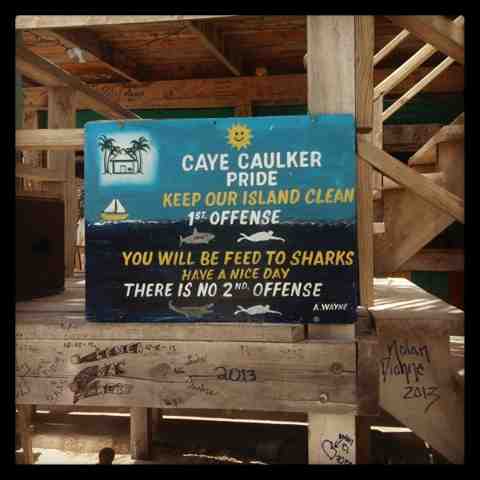 CAYE CAULKER
PRIDE
KEEP OUR ISLAND CLEAN
1ST. OFFENSE
YOU WILL BE FEED TO SHARKS
HAVE A NICE DAY
THERE IS NO 2ND. OFFENSE
A.WAYNE
2013
Nolan
2013